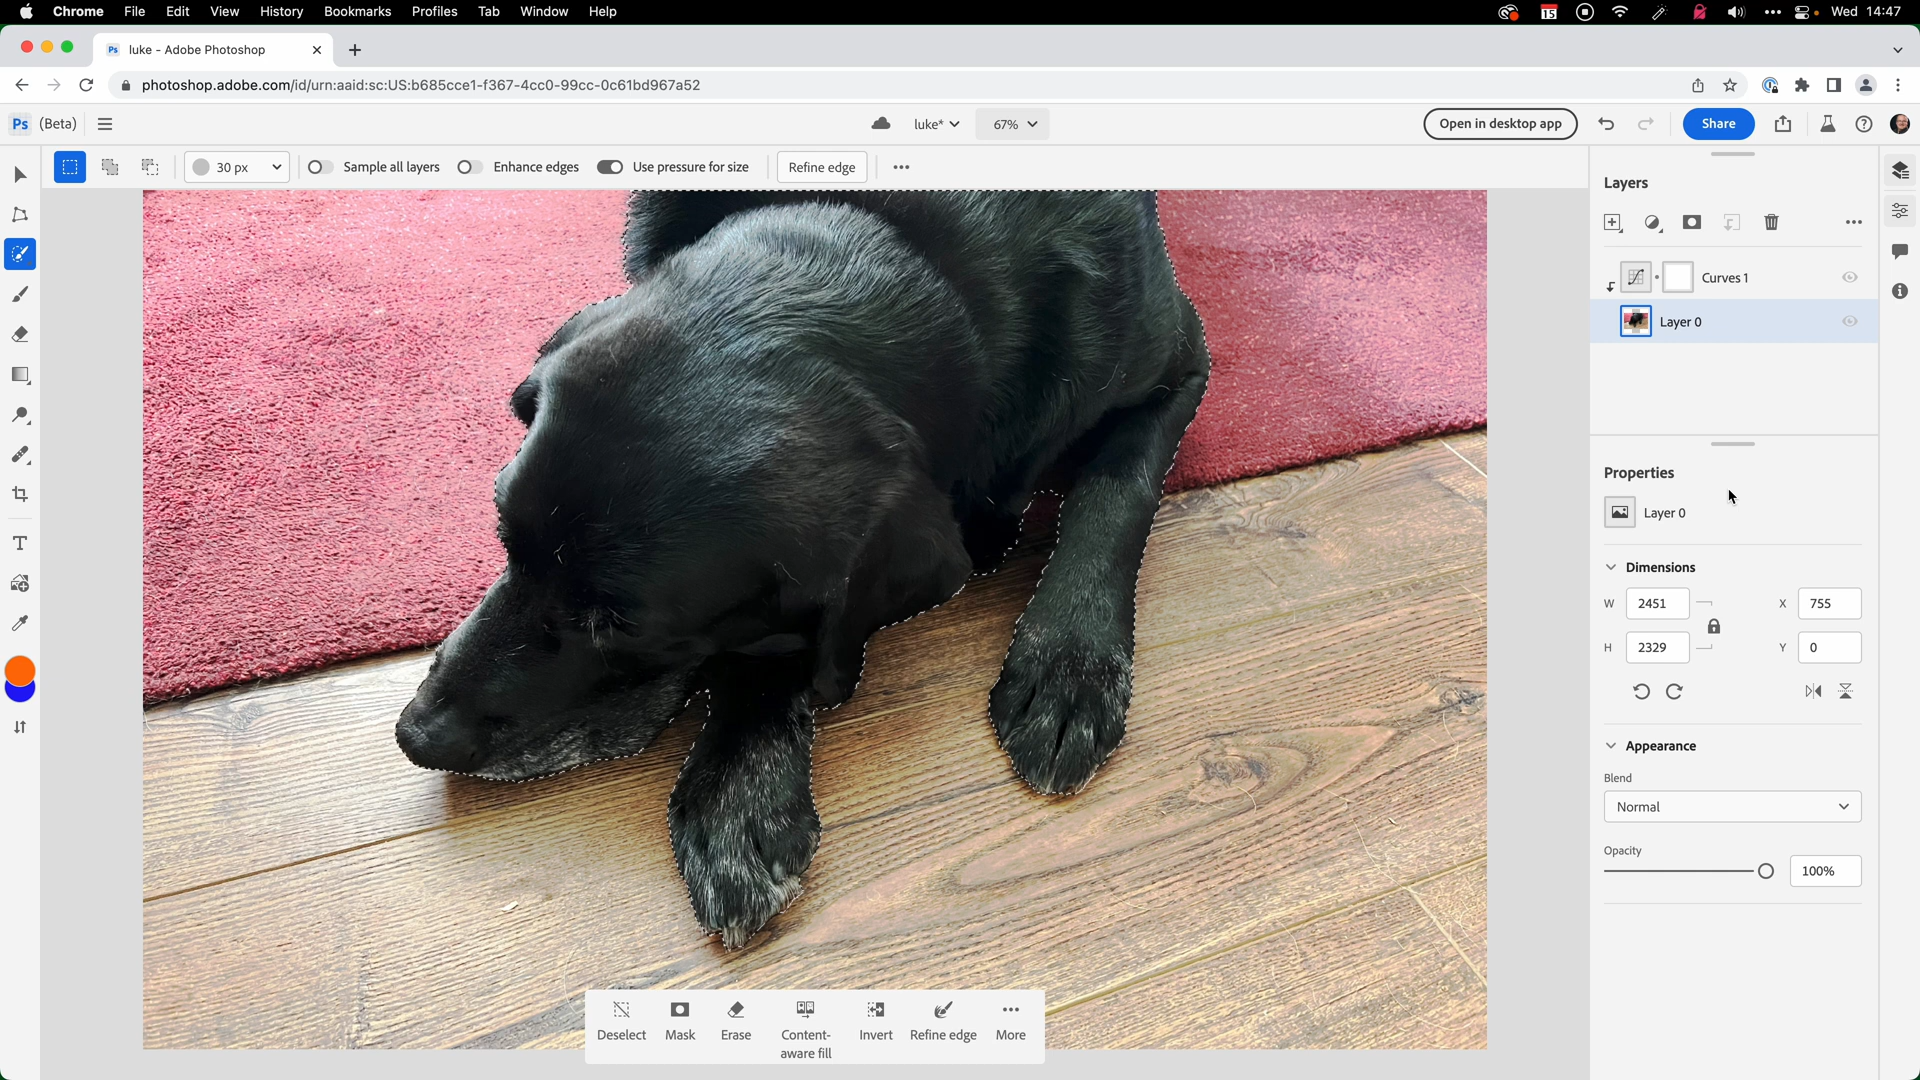 Chrome File Edit View History Bookmarks Profiles Tab Window Help 15 Wed 14:47
Ps luke - Adobe Photoshop
photoshop.adobe.com/id/urn:aaid:sc:US:b685cce1-f367-4cc0-99cc-0c61bd967a52
Ps (Beta) luke* 67% Open in desktop app Share
30 px Sample all layers Enhance edges Use pressure for size Refine edge
Layers
Curves 1
Layer 0
Properties
Layer 0
Dimensions
W 2451 X 755
H 2329 Y 0
Appearance
Blend
Normal
Opacity
100%
Deselect Mask Erase Content-aware fill Invert Refine edge More